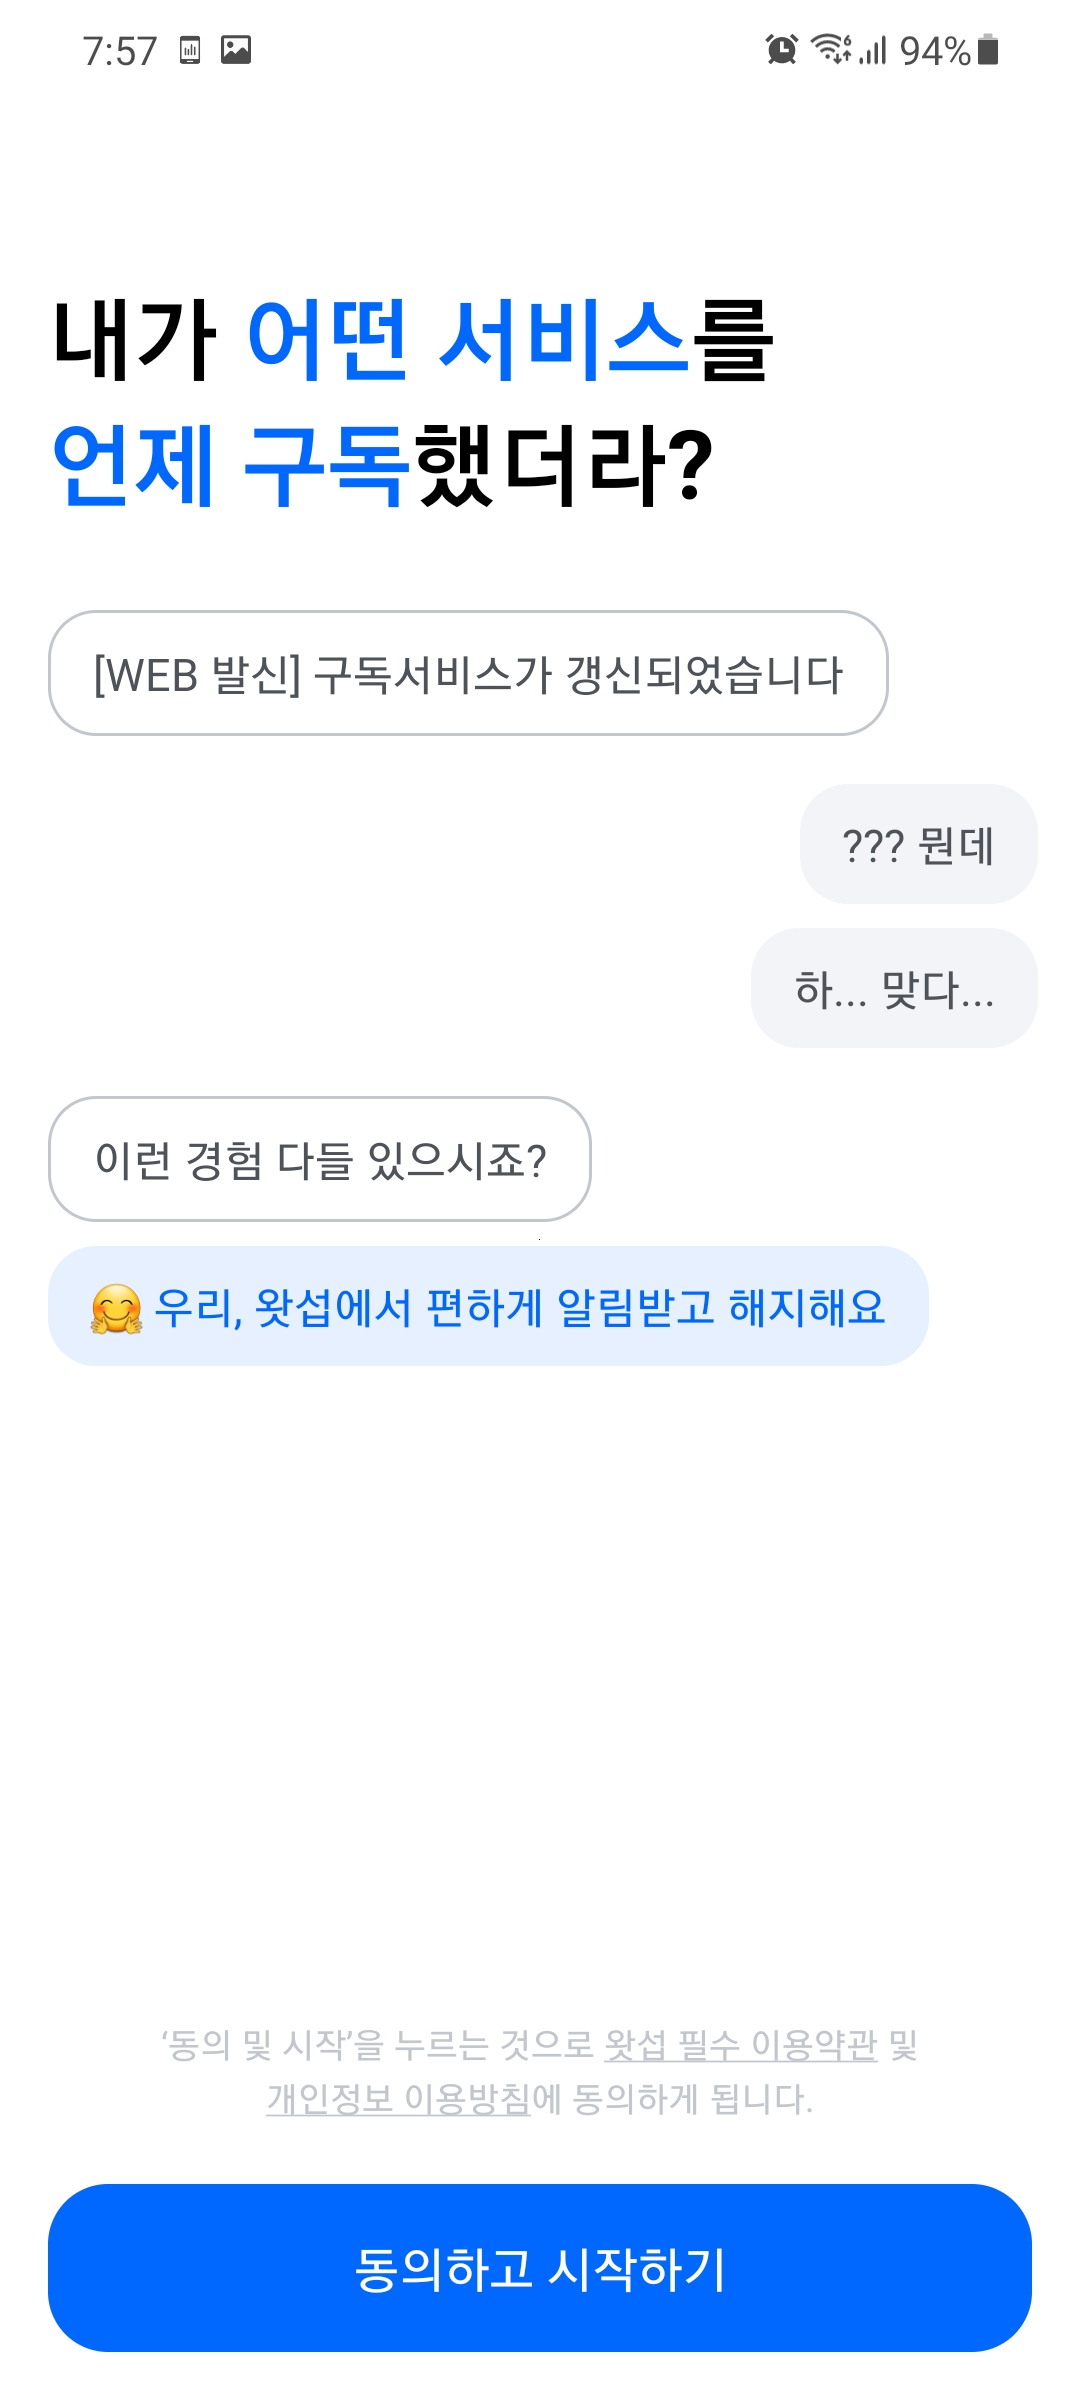 7:57
94%
내가 어떤 서비스를
언제 구독했더라?
[WEB 발신] 구독서비스가 갱신되었습니다
??? 뭔데
하... 맞다...
이런 경험 다들 있으시죠?
🤗 우리, 왓섭에서 편하게 알림받고 해지해요
‘동의 및 시작’을 누르는 것으로 왓섭 필수 이용약관 및
개인정보 이용방침에 동의하게 됩니다.
동의하고 시작하기